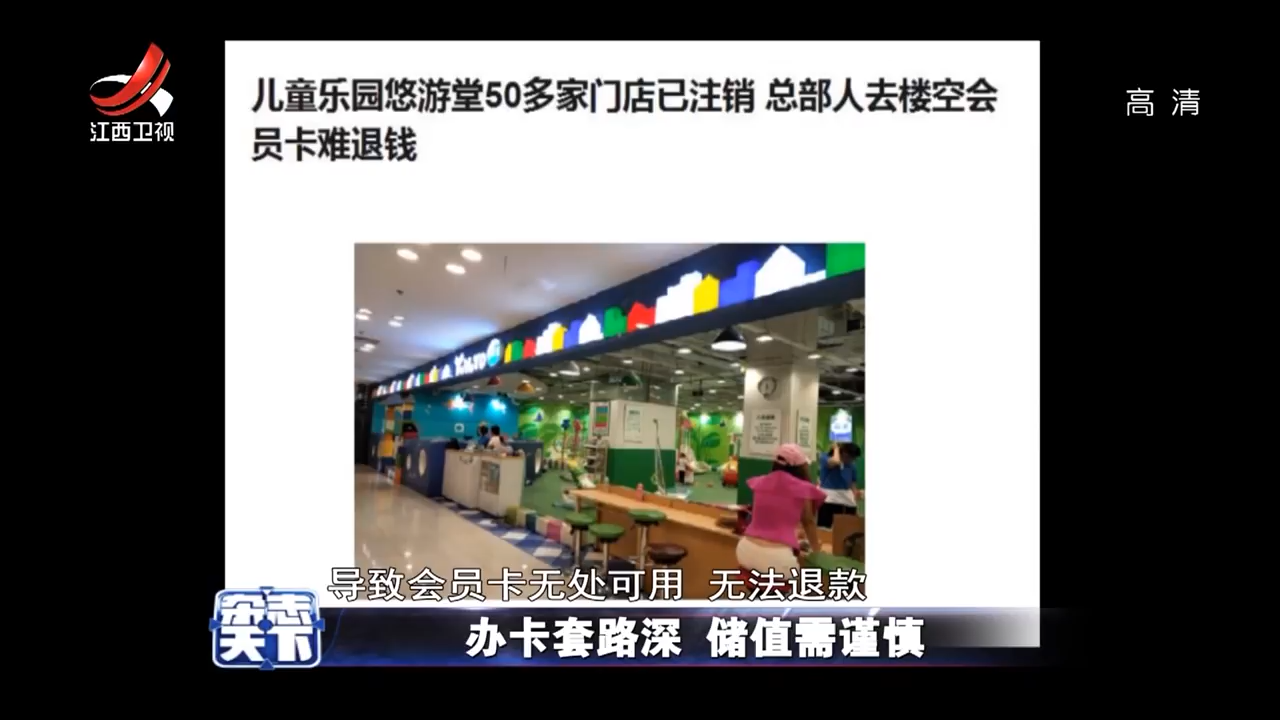 江西卫视
高清
儿童乐园悠游堂50多家门店已注销 总部人去楼空会
员卡难退钱
导致会员卡无处可用 无法退款
杂志
天下
办卡套路深 储值需谨慎